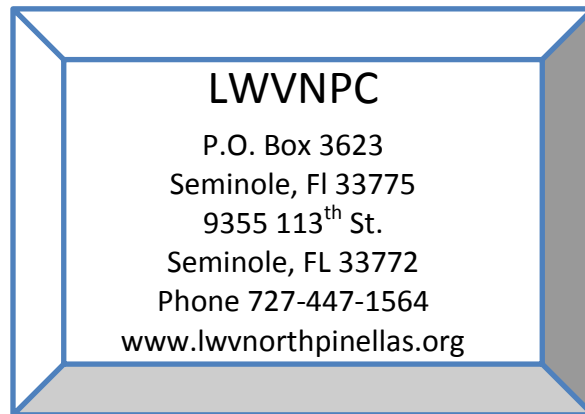 LWVNPC
P.O. Box 3623
Seminole, Fl 33775
9355 113th St.
Seminole, FL 33772
Phone 727-447-1564
www.lwvnorthpinellas.org